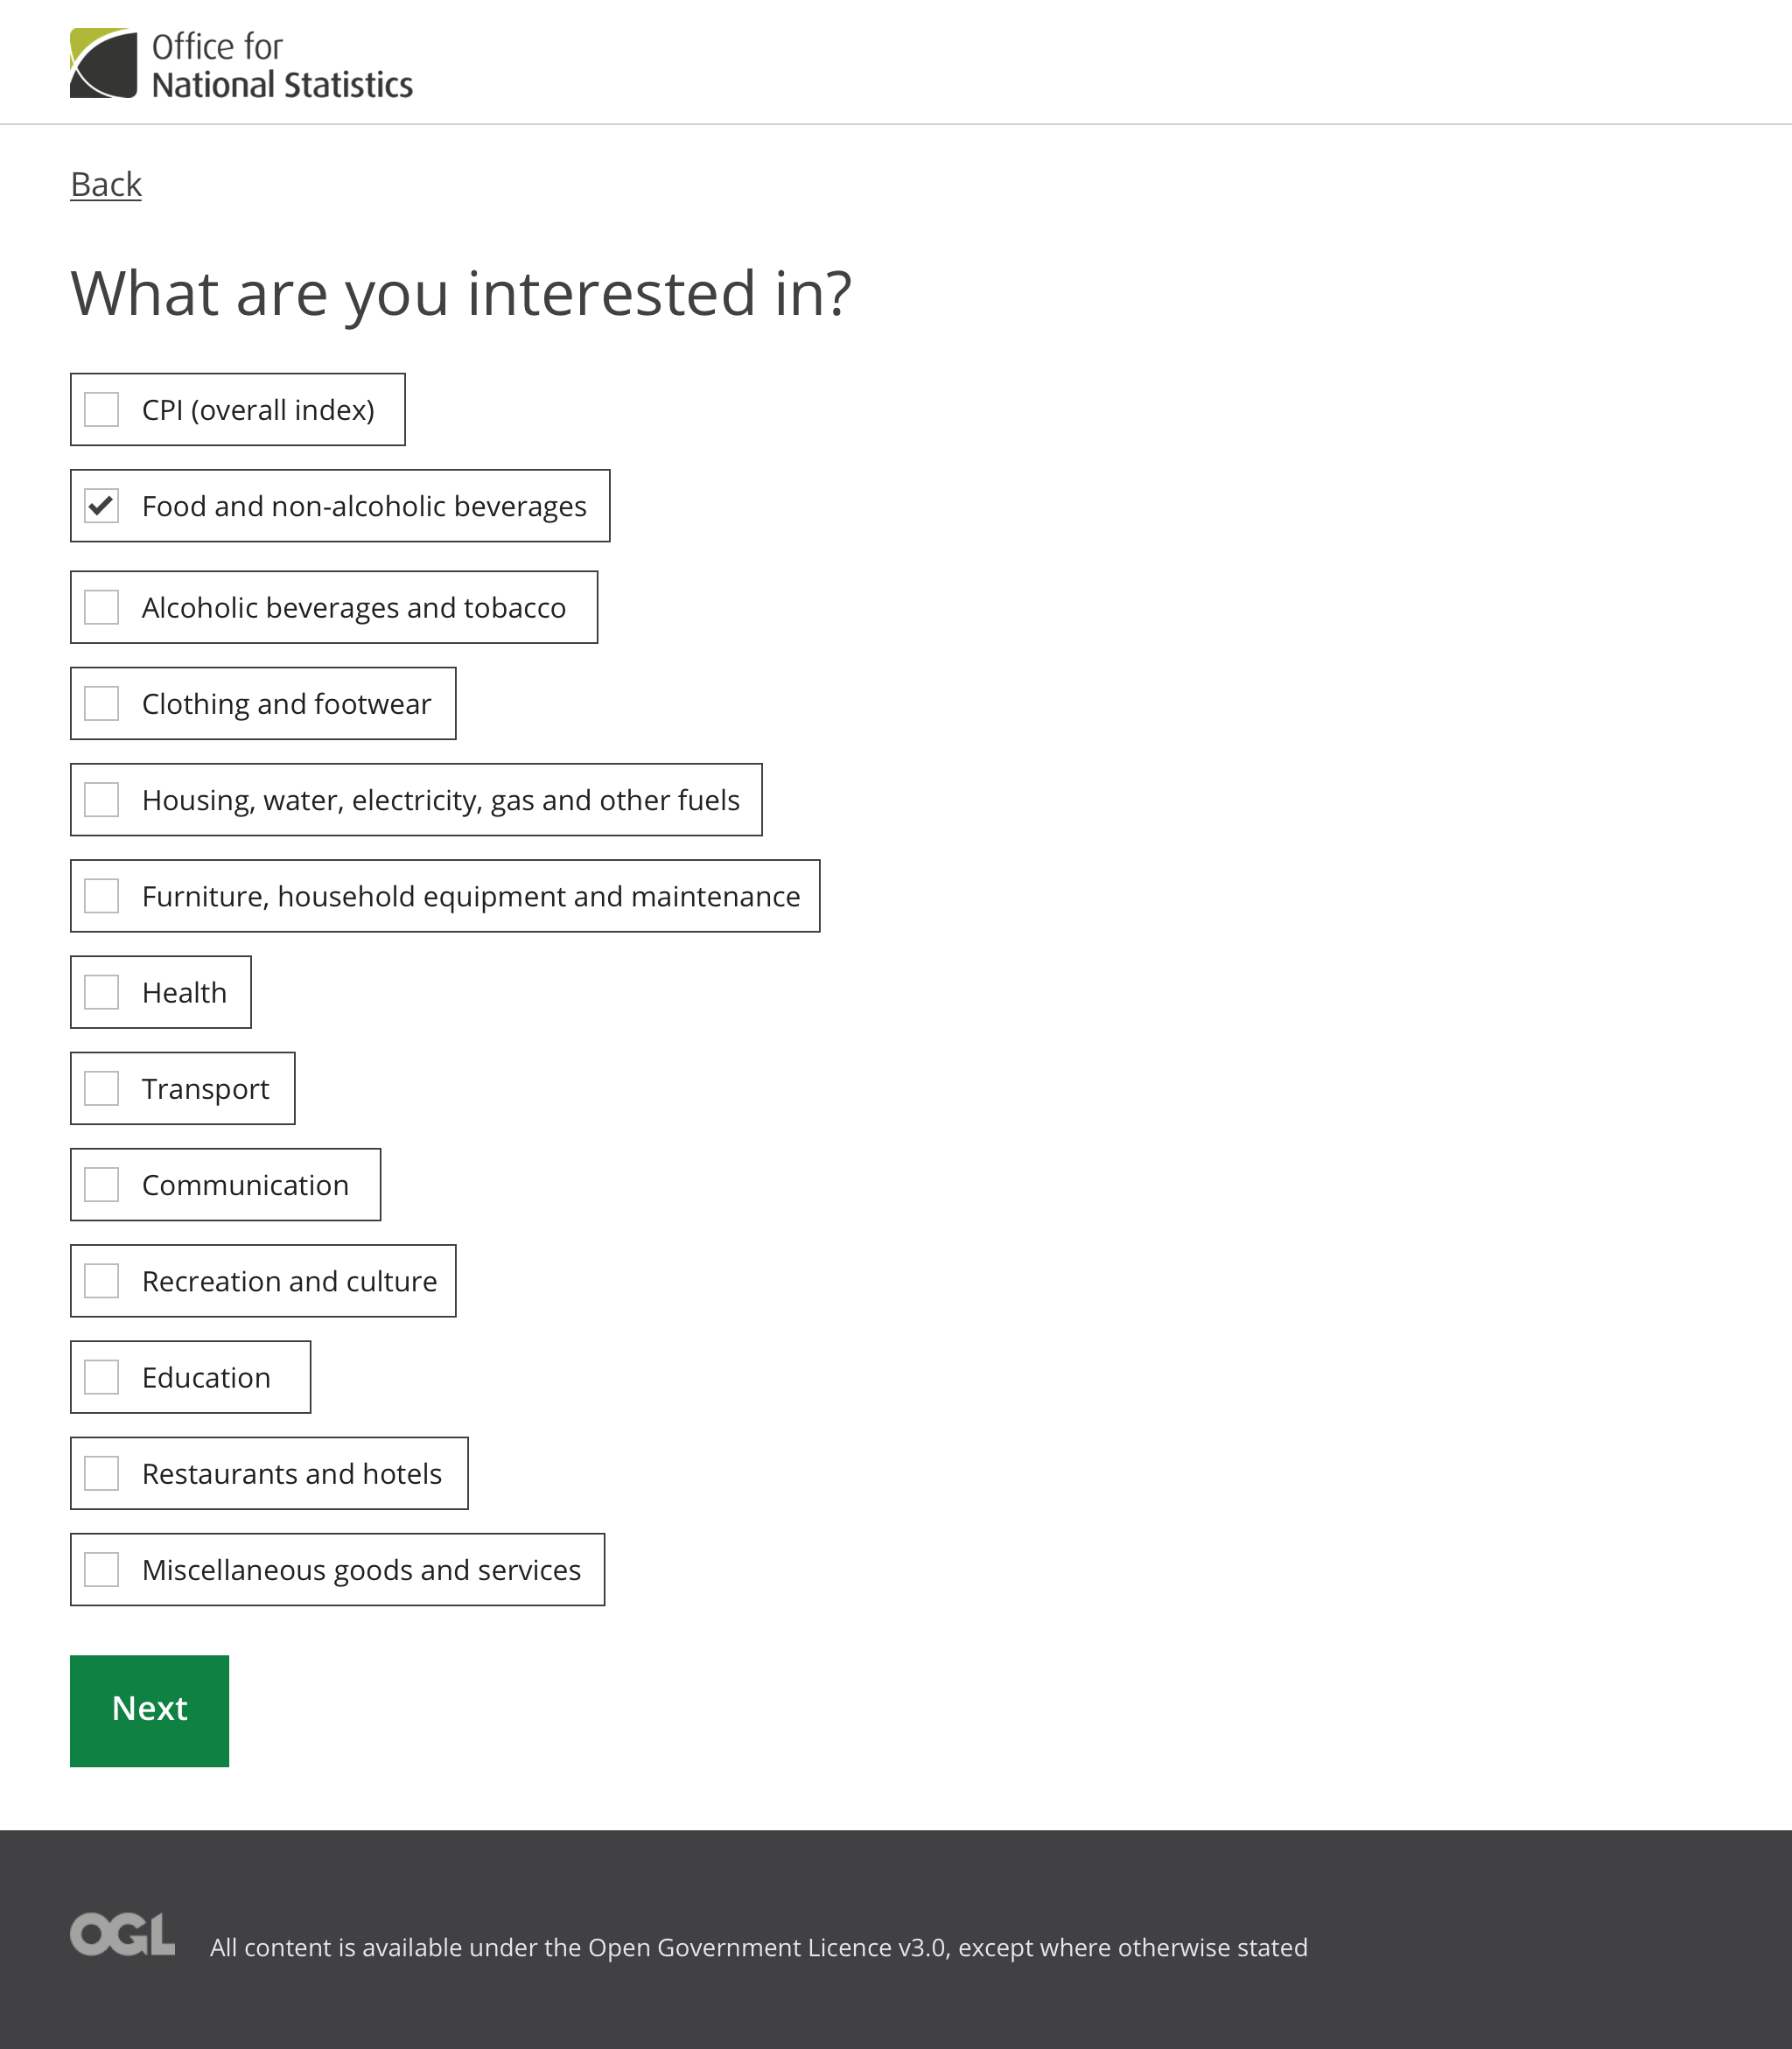 Office for
National Statistics
Back
What are you interested in?
CPI (overall index)
Food and non-alcoholic beverages
Alcoholic beverages and tobacco
Clothing and footwear
Housing, water, electricity, gas and other fuels
Furniture, household equipment and maintenance
Health
Transport
Communication
Recreation and culture
Education
Restaurants and hotels
Miscellaneous goods and services
Next
OGL All content is available under the Open Government Licence v3.0, except where otherwise stated